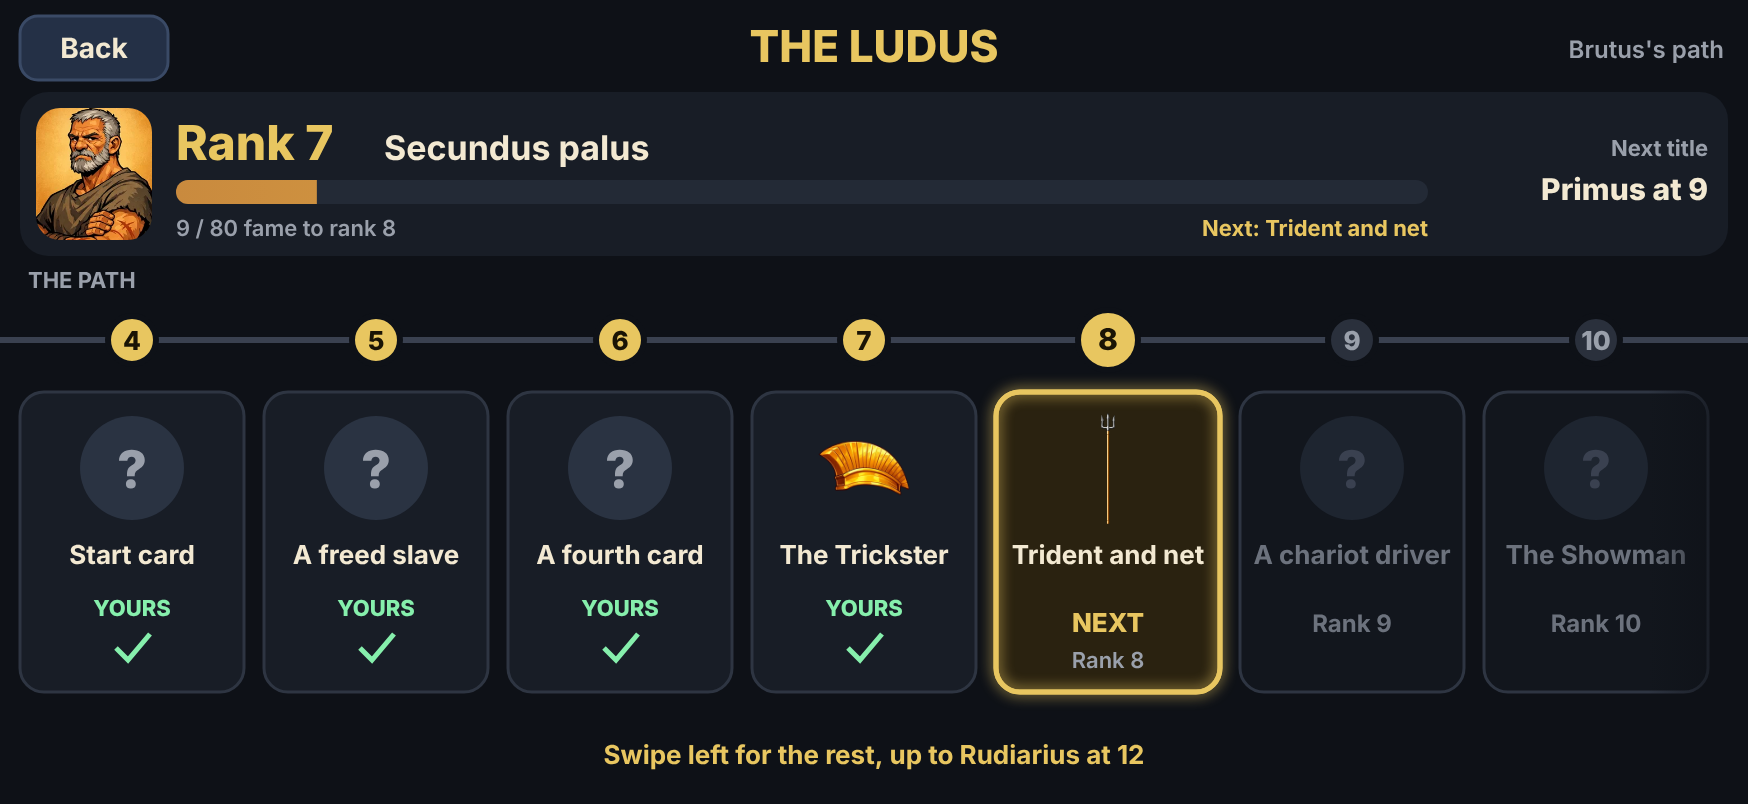 Back
THE LUDUS
Brutus's path
Rank 7
Secundus palus
Next title
Primus at 9
9 / 80 fame to rank 8
Next: Trident and net
THE PATH
4
5
6
7
8
9
10
?
?
?
?
?
Start card
A freed slave
A fourth card
The Trickster
Trident and net
A chariot driver
The Showman
YOURS
YOURS
YOURS
YOURS
NEXT
Rank 8
Rank 9
Rank 10
Swipe left for the rest, up to Rudiarius at 12